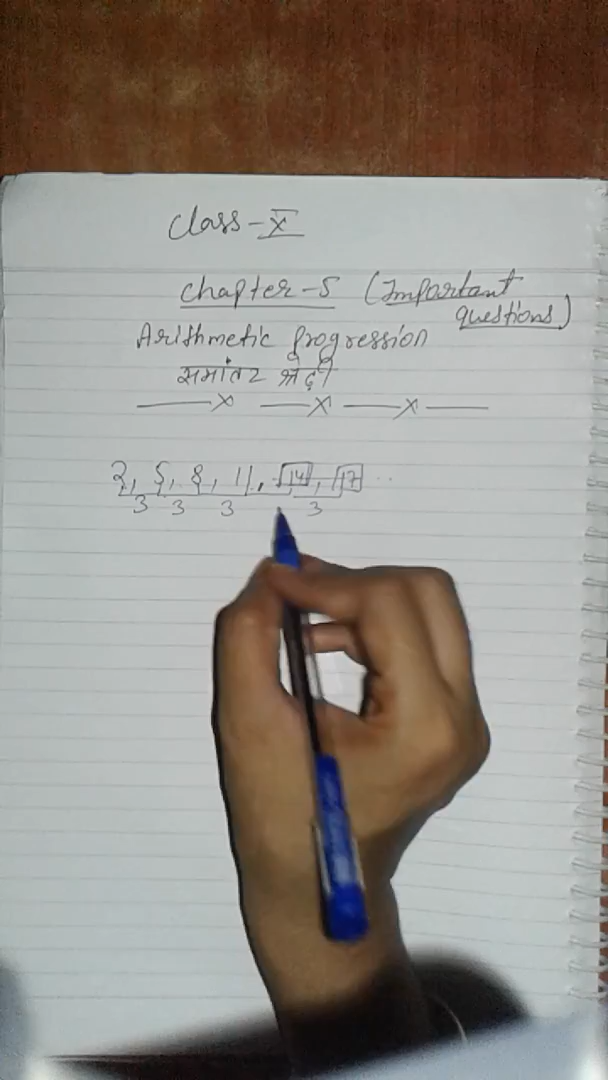 Class-X
Chapter-5 (Important questions)
Arithmetic Progression
समांतर श्रेढ़ी
2, 5, 8, 11, 14, 17 ...
3 3 3 3